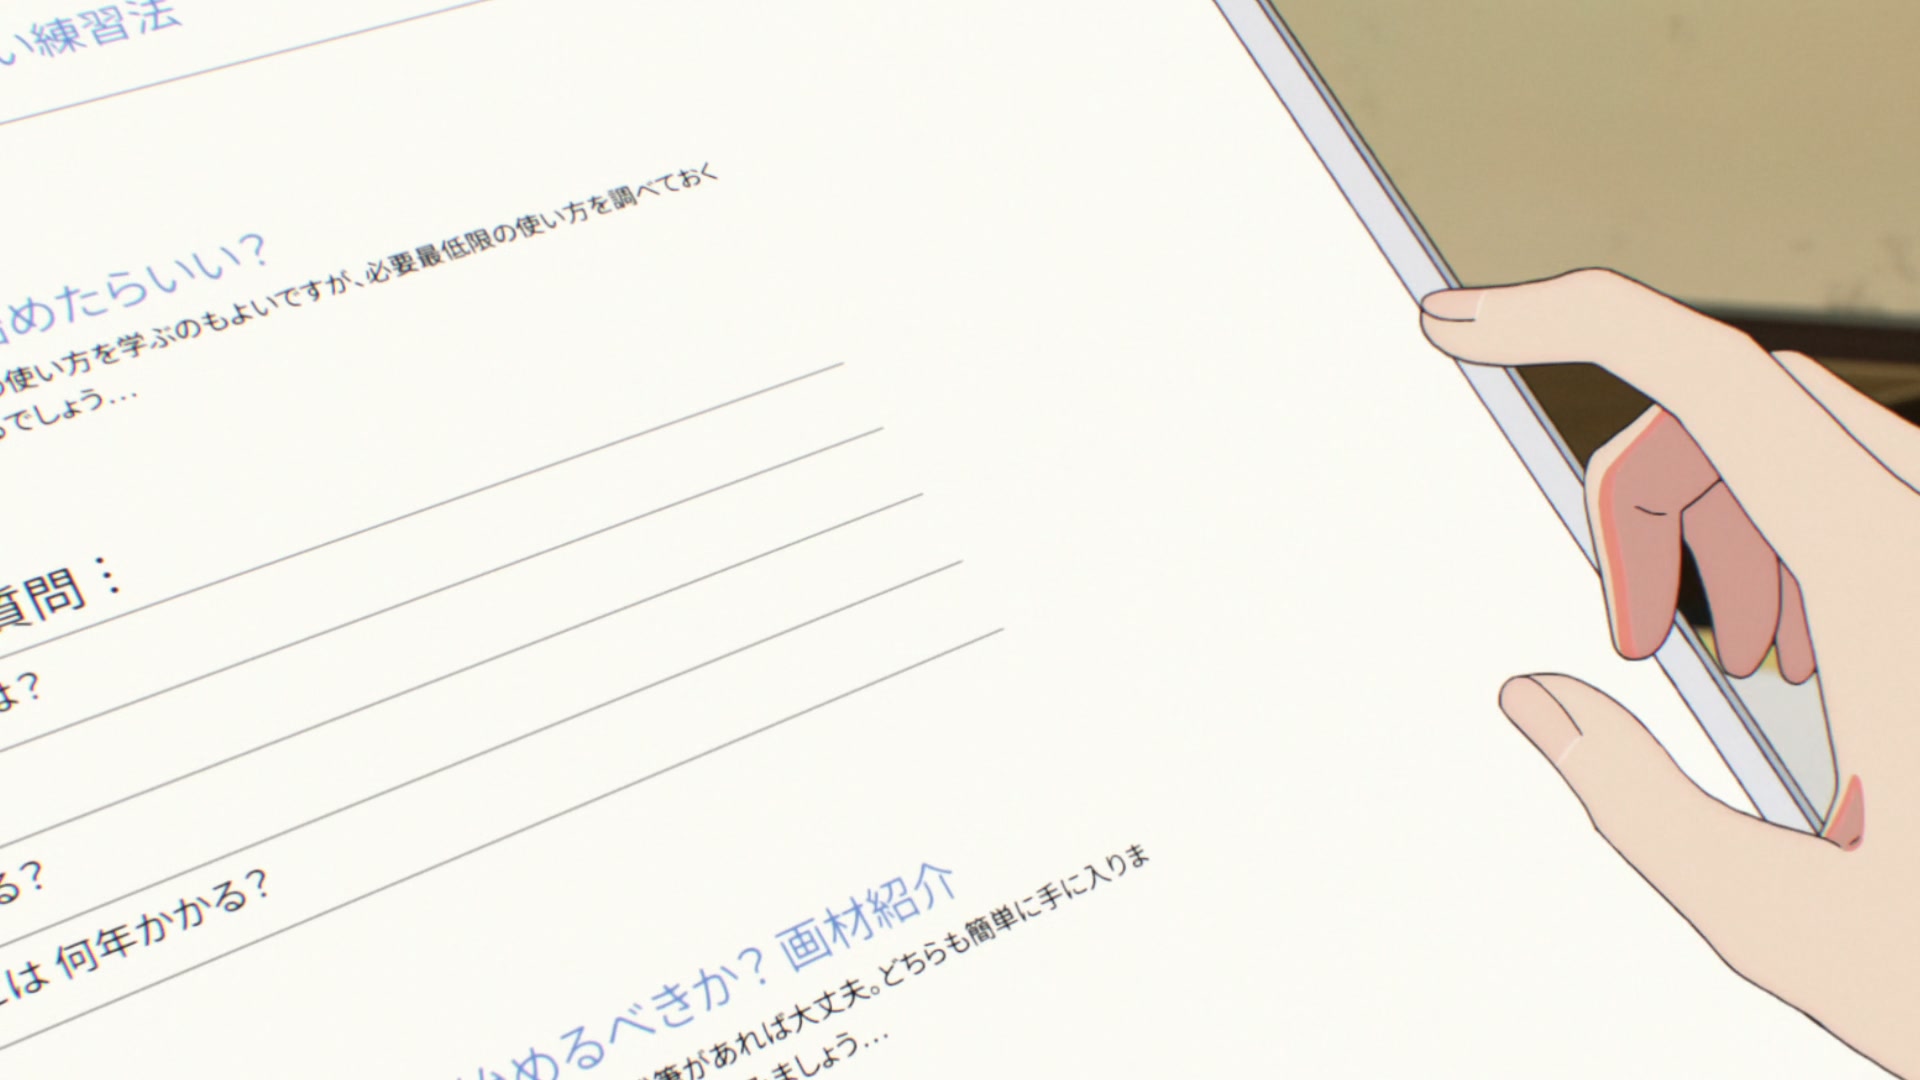 い練習法
始めたらいい?
の使い方を学ぶのもよいですが、必要最低限の使い方を調べておく
でしょう…
質問：
は?
る?
は 何年かかる?
始めるべきか? 画材紹介
筆があれば大丈夫。どちらも簡単に手に入りま
ましょう…